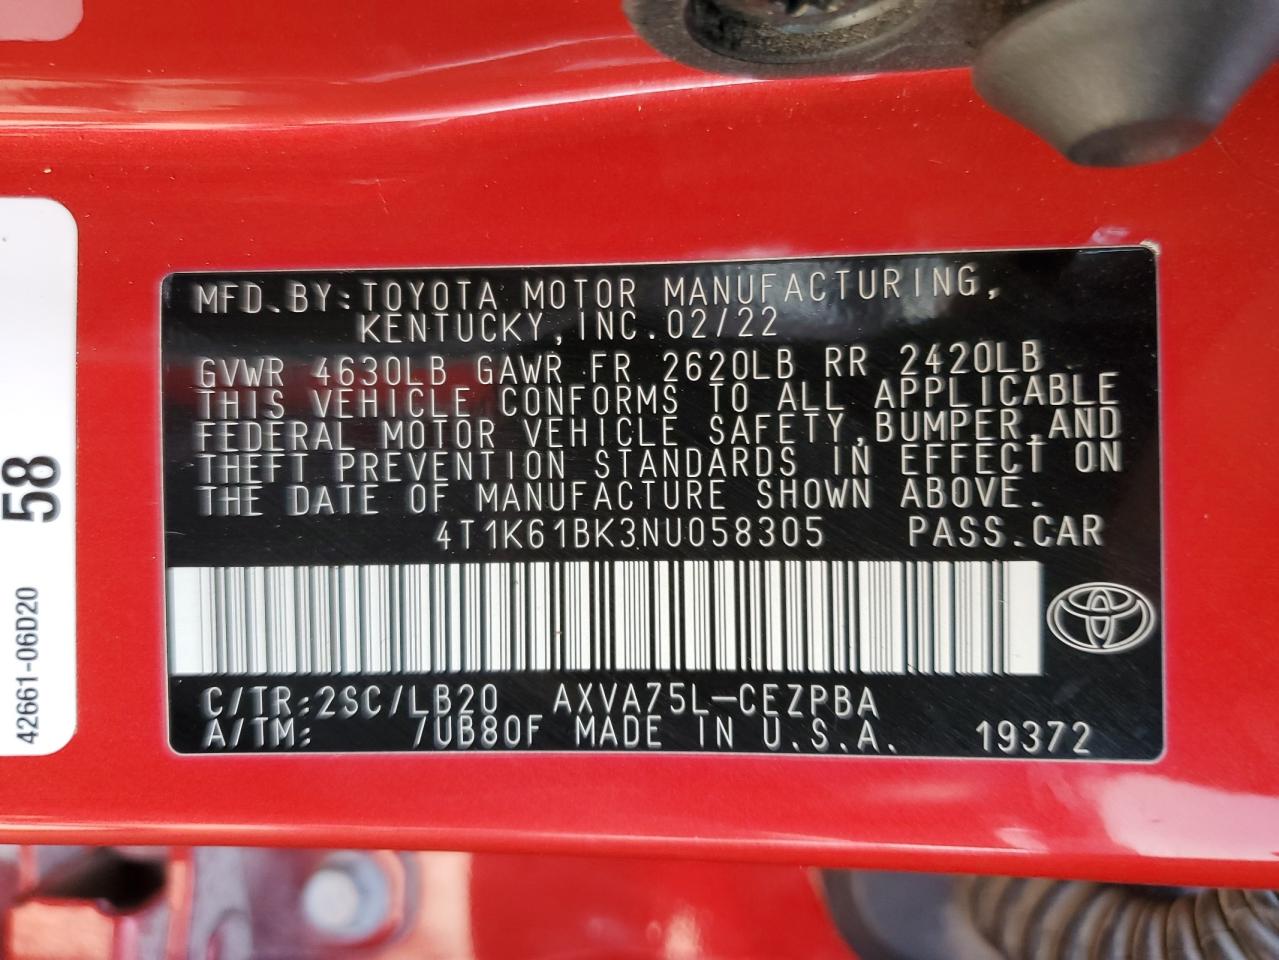 MFD.BY:TOYOTA MOTOR MANUFACTURING,
KENTUCKY, INC.02/22
GVWR 4630LB GAWR FR 2620LB RR 2420LB
THIS VEHICLE CONFORMS TO ALL APPLICABLE
FEDERAL MOTOR VEHICLE SAFETY,BUMPER,AND
THEFT PREVENTION STANDARDS IN EFFECT ON
THE DATE OF MANUFACTURE SHOWN ABOVE.
4T1K61BK3NU058305 PASS.CAR
C/TR:2SC/LB20 AXVA75L-CEZPBA
A/TM: /UB80F MADE IN U.S.A. 19372
58
42661-06D20